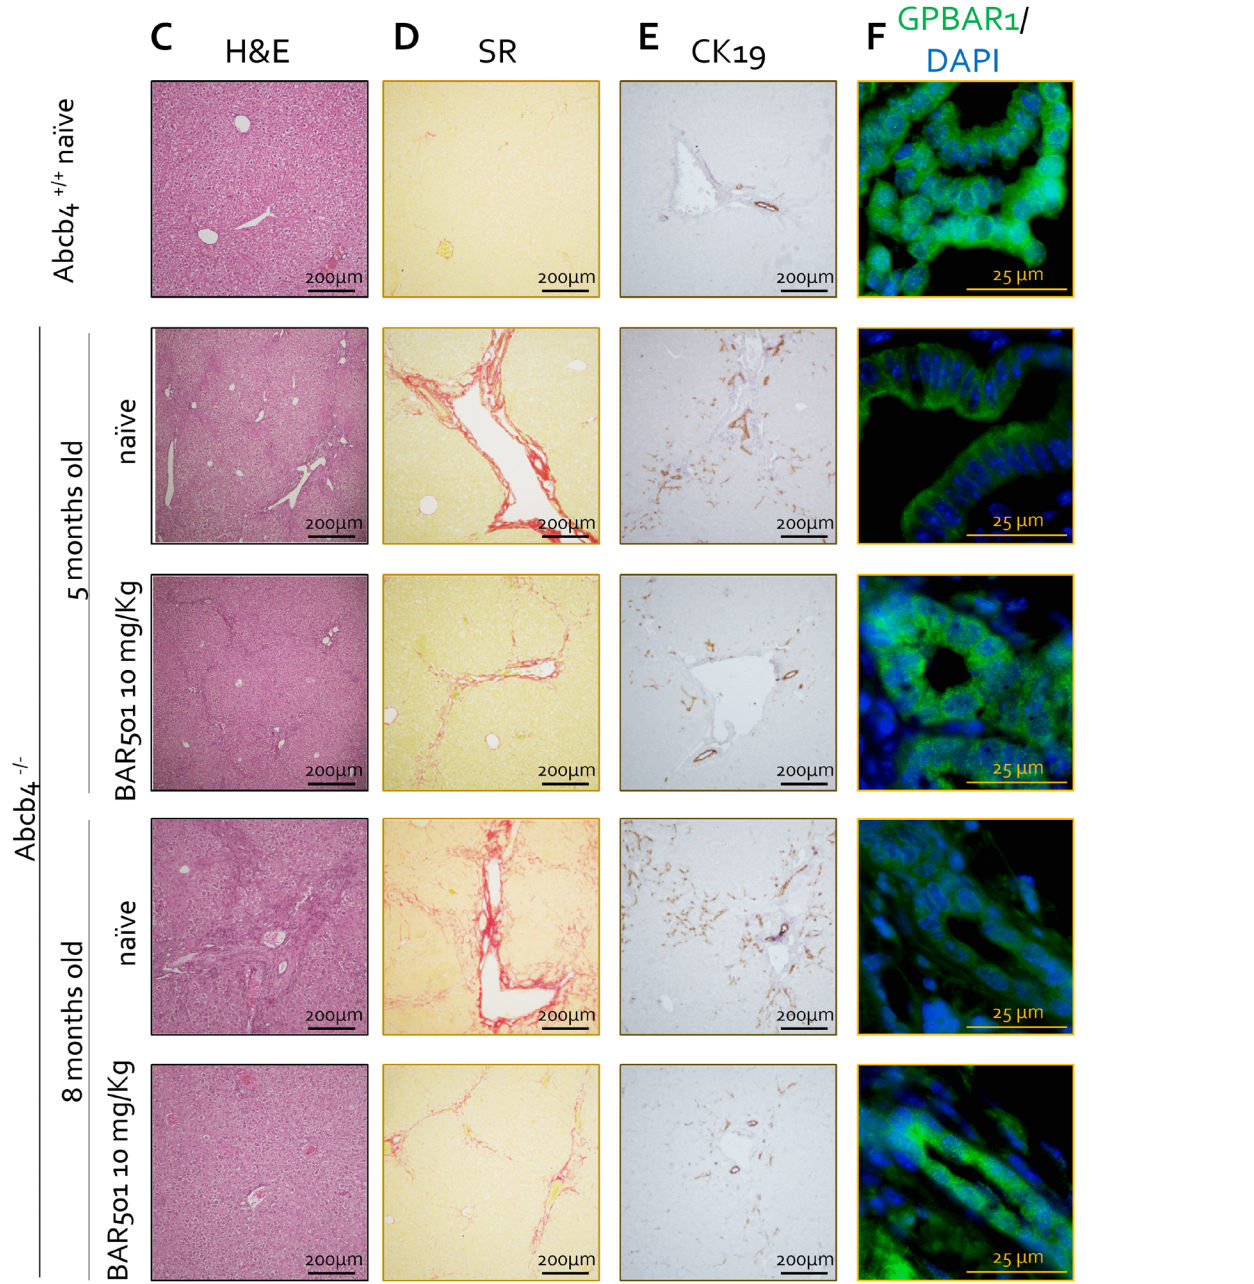 C
H&E
D
SR
E
CK19
F
GPBAR1/
DAPI
Abcb4 +/+ naïve
200µm
200µm
200µm
25 µm
Abcb4 -/-
5 months old
naïve
200µm
200µm
200µm
25 µm
BAR501 10 mg/Kg
200µm
200µm
200µm
25 µm
8 months old
naïve
200µm
200µm
200µm
25 µm
BAR501 10 mg/Kg
200µm
200µm
200µm
25 µm